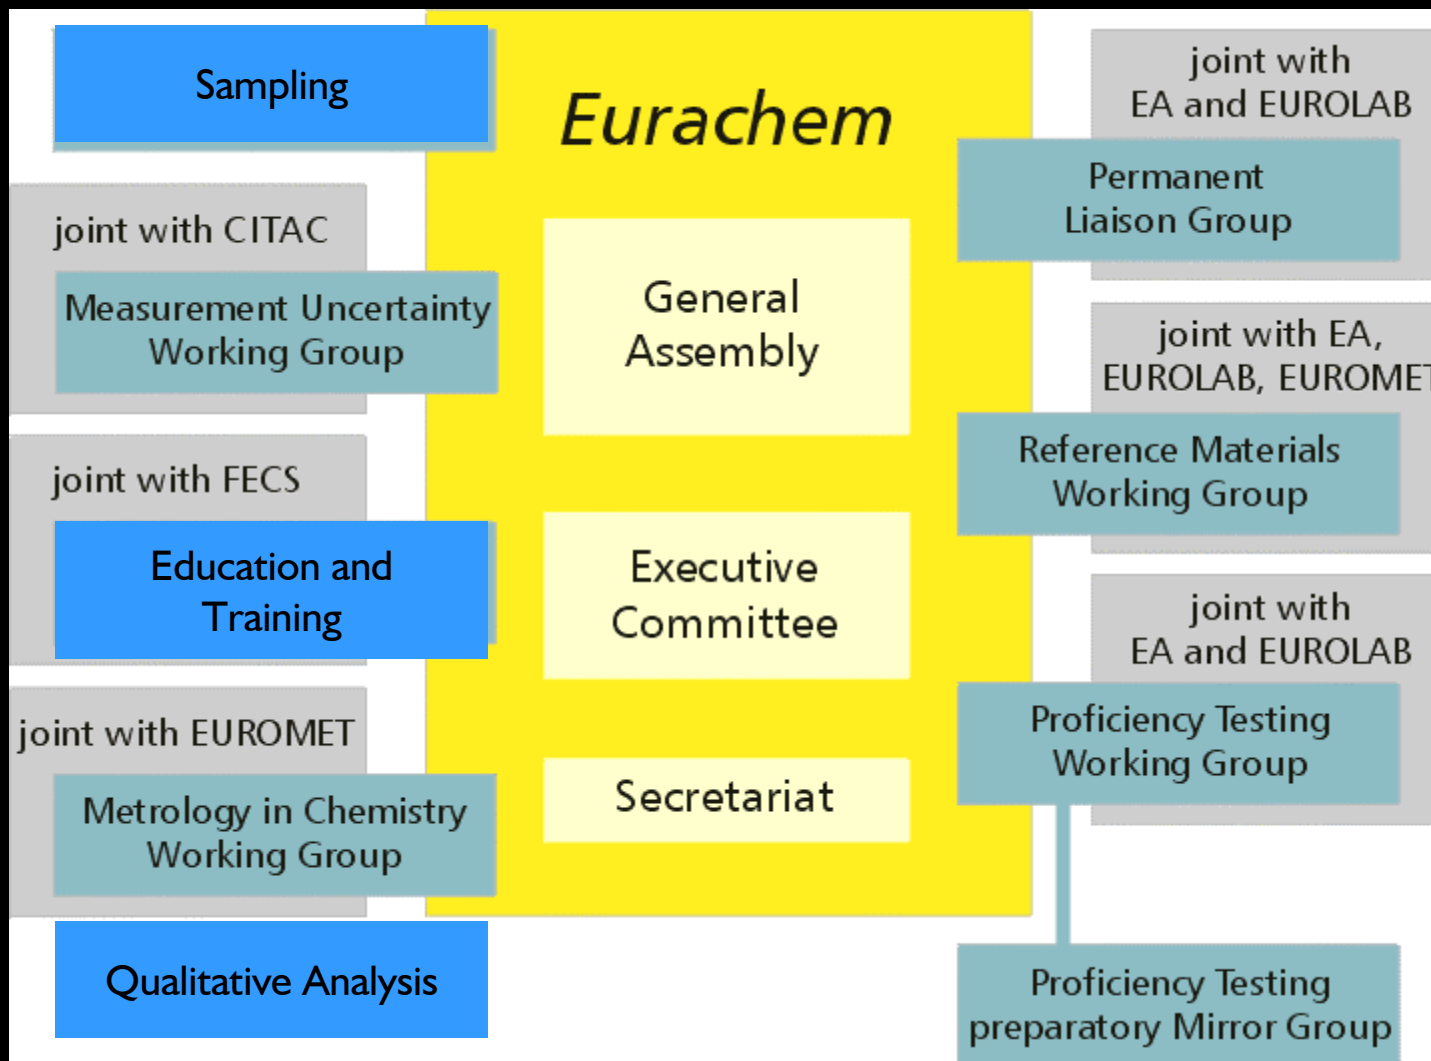 Sampling
joint with CITAC
Measurement Uncertainty
Working Group
joint with FECS
Education and
Training
joint with EUROMET
Metrology in Chemistry
Working Group
Qualitative Analysis
Eurachem
General
Assembly
Executive
Committee
Secretariat
joint with
EA and EUROLAB
Permanent
Liaison Group
joint with EA,
EUROLAB, EUROMET
Reference Materials
Working Group
joint with
EA and EUROLAB
Proficiency Testing
Working Group
Proficiency Testing
preparatory Mirror Group